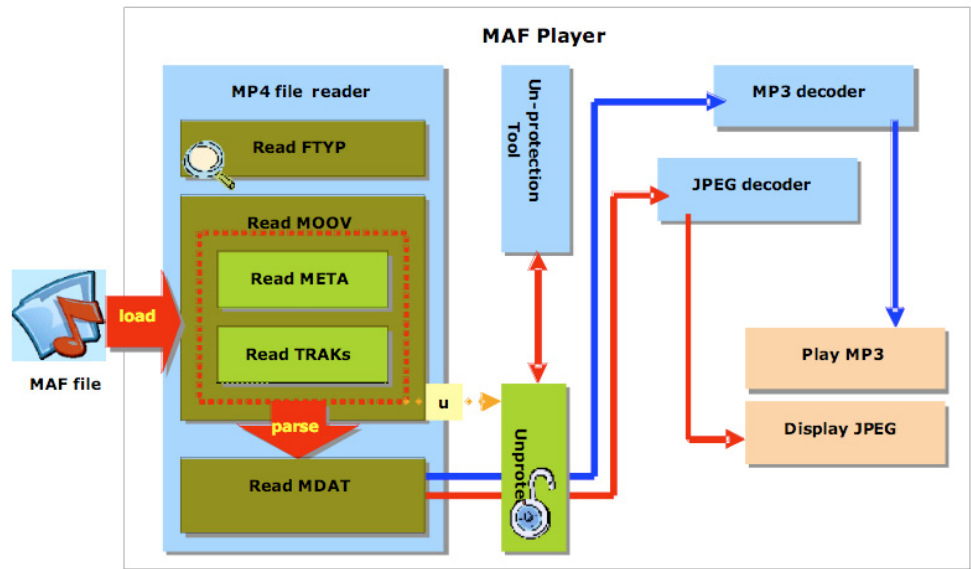 MAF Player
MP4 file reader
Read FTYP
Read MOOV
Read META
Read TRAKs
load
MAF file
parse
u
Read MDAT
Un-protection
Tool
Unprote
MP3 decoder
JPEG decoder
Play MP3
Display JPEG